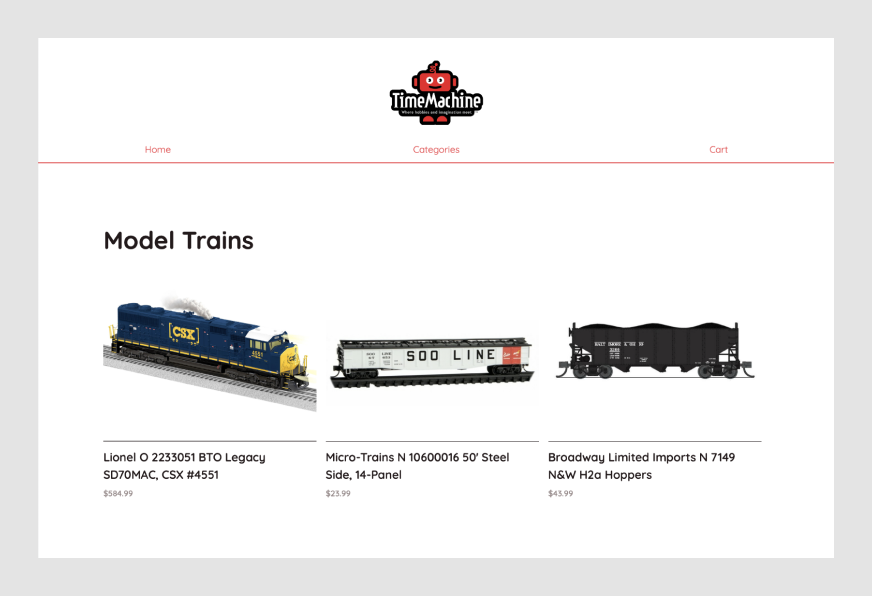 TimeMachine
Where hobbies and imagination meet
Home
Categories
Cart
Model Trains
CSX
4551
CSX
SOO LINE
Lionel O 2233051 BTO Legacy
SD70MAC, CSX #4551
$584.99
Micro-Trains N 10600016 50' Steel
Side, 14-Panel
$23.99
Broadway Limited Imports N 7149
N&W H2a Hoppers
$43.99